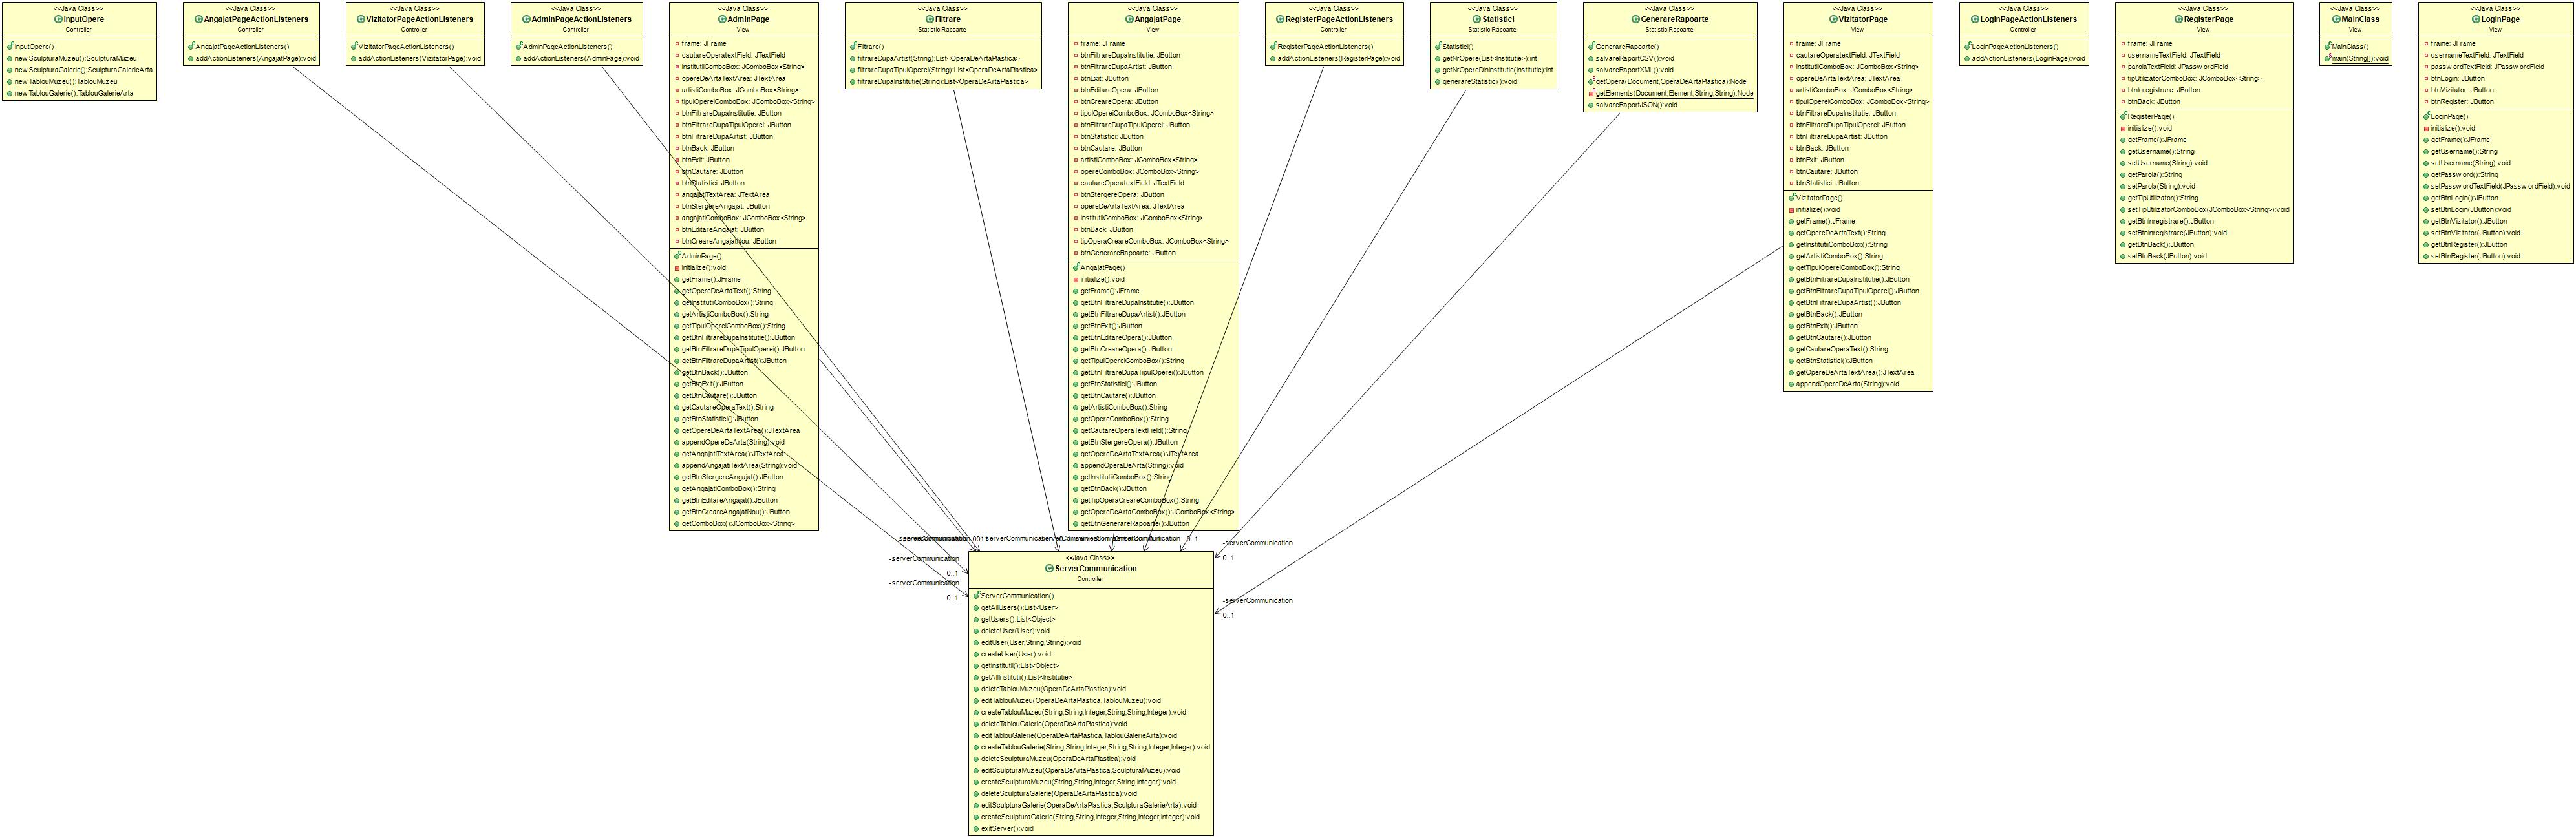 <<Java Class>>
InputOpere
Controller
InputOpere()
new SculpturaMuzeu():SculpturaMuzeu
new SculpturaGalerie():SculpturaGalerieArta
new TablouMuzeu():TablouMuzeu
new TablouGalerie():TablouGalerieArta
<<Java Class>>
AngajatPageActionListeners
Controller
AngajatPageActionListeners()
addActionListeners(AngajatPage):void
<<Java Class>>
VizitatorPageActionListeners
Controller
VizitatorPageActionListeners()
addActionListeners(VizitatorPage):void
<<Java Class>>
AdminPageActionListeners
Controller
AdminPageActionListeners()
addActionListeners(AdminPage):void
<<Java Class>>
AdminPage
View
frame: JFrame
cautareOperatextField: JTextField
institutiiComboBox: JComboBox<String>
opereDeArtaTextArea: JTextArea
artistiComboBox: JComboBox<String>
tipulOpereiComboBox: JComboBox<String>
btnFiltrareDupaInstitutie: JButton
btnFiltrareDupaTipulOperei: JButton
btnFiltrareDupaArtist: JButton
btnBack: JButton
btnExit: JButton
btnCautare: JButton
btnStatistici: JButton
angajatiTextArea: JTextArea
btnStergereAngajat: JButton
angajatiComboBox: JComboBox<String>
btnEditareAngajat: JButton
btnCreareAngajatNou: JButton
AdminPage()
initialize():void
getFrame():JFrame
getOpereDeArtaText():String
getInstitutiiComboBox():String
getArtistiComboBox():String
getTipulOpereiComboBox():String
getBtnFiltrareDupaInstitutie():JButton
getBtnFiltrareDupaTipulOperei():JButton
getBtnFiltrareDupaArtist():JButton
getBtnBack():JButton
getBtnExit():JButton
getBtnCautare():JButton
getCautareOperaText():String
getBtnStatistici():JButton
getOpereDeArtaTextArea():JTextArea
appendOpereDeArta(String):void
getAngajatiTextArea():JTextArea
appendAngajatiTextArea(String):void
getBtnStergereAngajat():JButton
getAngajatiComboBox():String
getBtnEditareAngajat():JButton
getBtnCreareAngajatNou():JButton
getComboBox():JComboBox<String>
<<Java Class>>
Filtrare
StatisticiRapoarte
Filtrare()
filtrareDupaArtist(String):List<OperaDeArtaPlastica>
filtrareDupaTipulOperei(String):List<OperaDeArtaPlastica>
filtrareDupaInstitutie(String):List<OperaDeArtaPlastica>
<<Java Class>>
AngajatPage
View
frame: JFrame
btnFiltrareDupaInstitutie: JButton
btnFiltrareDupaArtist: JButton
btnExit: JButton
btnEditareOpera: JButton
btnCreareOpera: JButton
tipulOpereiComboBox: JComboBox<String>
btnFiltrareDupaTipulOperei: JButton
btnStatistici: JButton
btnCautare: JButton
artistiComboBox: JComboBox<String>
opereComboBox: JComboBox<String>
cautareOperatextField: JTextField
btnStergereOpera: JButton
opereDeArtaTextArea: JTextArea
institutiiComboBox: JComboBox<String>
btnBack: JButton
tipOperaCreareComboBox: JComboBox<String>
btnGenerareRapoarte: JButton
AngajatPage()
initialize():void
getFrame():JFrame
getBtnFiltrareDupaInstitutie():JButton
getBtnFiltrareDupaArtist():JButton
getBtnExit():JButton
getBtnEditareOpera():JButton
getBtnCreareOpera():JButton
getTipulOpereiComboBox():String
getBtnFiltrareDupaTipulOperei():JButton
getBtnStatistici():JButton
getBtnCautare():JButton
getArtistiComboBox():String
getOpereComboBox():String
getCautareOperaTextField():String
getBtnStergereOpera():JButton
getOpereDeArtaTextArea():JTextArea
appendOperaDeArta(String):void
getInstitutiiComboBox():String
getBtnBack():JButton
getTipOperaCreareComboBox():String
getOpereDeArtaComboBox():JComboBox<String>
getBtnGenerareRapoarte():JButton
<<Java Class>>
RegisterPageActionListeners
Controller
RegisterPageActionListeners()
addActionListeners(RegisterPage):void
<<Java Class>>
Statistici
StatisticiRapoarte
Statistici()
getNrOpere(List<Institutie>):int
getNrOpereDinInstitutie(Institutie):int
generareStatistici():void
<<Java Class>>
GenerareRapoarte
StatisticiRapoarte
GenerareRapoarte()
salvareRaportCSV():void
salvareRaportXML():void
getOpera(Document,OperaDeArtaPlastica):Node
getElements(Document,Element,String,String):Node
salvareRaportJSON():void
<<Java Class>>
VizitatorPage
View
frame: JFrame
cautareOperatextField: JTextField
institutiiComboBox: JComboBox<String>
opereDeArtaTextArea: JTextArea
artistiComboBox: JComboBox<String>
tipulOpereiComboBox: JComboBox<String>
btnFiltrareDupaInstitutie: JButton
btnFiltrareDupaTipulOperei: JButton
btnFiltrareDupaArtist: JButton
btnBack: JButton
btnExit: JButton
btnCautare: JButton
btnStatistici: JButton
VizitatorPage()
initialize():void
getFrame():JFrame
getOpereDeArtaText():String
getInstitutiiComboBox():String
getArtistiComboBox():String
getTipulOpereiComboBox():String
getBtnFiltrareDupaInstitutie():JButton
getBtnFiltrareDupaTipulOperei():JButton
getBtnFiltrareDupaArtist():JButton
getBtnBack():JButton
getBtnExit():JButton
getBtnCautare():JButton
getCautareOperaText():String
getBtnStatistici():JButton
getOpereDeArtaTextArea():JTextArea
appendOpereDeArta(String):void
<<Java Class>>
LoginPageActionListeners
Controller
LoginPageActionListeners()
addActionListeners(LoginPage):void
<<Java Class>>
RegisterPage
View
frame: JFrame
usernameTextField: JTextField
parolaTextField: JPassw ordField
tipUtilizatorComboBox: JComboBox<String>
btnInregistrare: JButton
btnBack: JButton
RegisterPage()
initialize():void
getFrame():JFrame
getUsername():String
setUsername(String):void
getParola():String
setParola(String):void
getTipUtilizator():String
setTipUtilizatorComboBox(JComboBox<String>):void
getBtnInregistrare():JButton
setBtnInregistrare(JButton):void
getBtnBack():JButton
setBtnBack(JButton):void
<<Java Class>>
MainClass
View
MainClass()
main(String[]):void
<<Java Class>>
LoginPage
View
frame: JFrame
usernameTextField: JTextField
passw ordTextField: JPassw ordField
btnLogin: JButton
btnVizitator: JButton
btnRegister: JButton
LoginPage()
initialize():void
getFrame():JFrame
getUsername():String
setUsername(String):void
getPassw ord():String
setPassw ordTextField(JPassw ordField):void
getBtnLogin():JButton
setBtnLogin(JButton):void
getBtnVizitator():JButton
setBtnVizitator(JButton):void
getBtnRegister():JButton
setBtnRegister(JButton):void
-serverCommunication
0..1
-serverCommunication
0..1
-serverCommunication
0..1
-serverCommunication
0..1
<<Java Class>>
ServerCommunication
Controller
ServerCommunication()
getAllUsers():List<User>
getUsers():List<Object>
deleteUser(User):void
editUser(User,String,String):void
createUser(User):void
getInstitutii():List<Object>
getAllInstitutii():List<Institutie>
deleteTablouMuzeu(OperaDeArtaPlastica):void
editTablouMuzeu(OperaDeArtaPlastica,TablouMuzeu):void
createTablouMuzeu(String,String,Integer,String,String,Integer):void
deleteTablouGalerie(OperaDeArtaPlastica):void
editTablouGalerie(OperaDeArtaPlastica,TablouGalerieArta):void
createTablouGalerie(String,String,Integer,String,String,Integer,Integer):void
deleteSculpturaMuzeu(OperaDeArtaPlastica):void
editSculpturaMuzeu(OperaDeArtaPlastica,SculpturaMuzeu):void
createSculpturaMuzeu(String,String,Integer,String,Integer):void
deleteSculpturaGalerie(OperaDeArtaPlastica):void
editSculpturaGalerie(OperaDeArtaPlastica,SculpturaGalerieArta):void
createSculpturaGalerie(String,String,Integer,String,Integer,Integer):void
exitServer():void